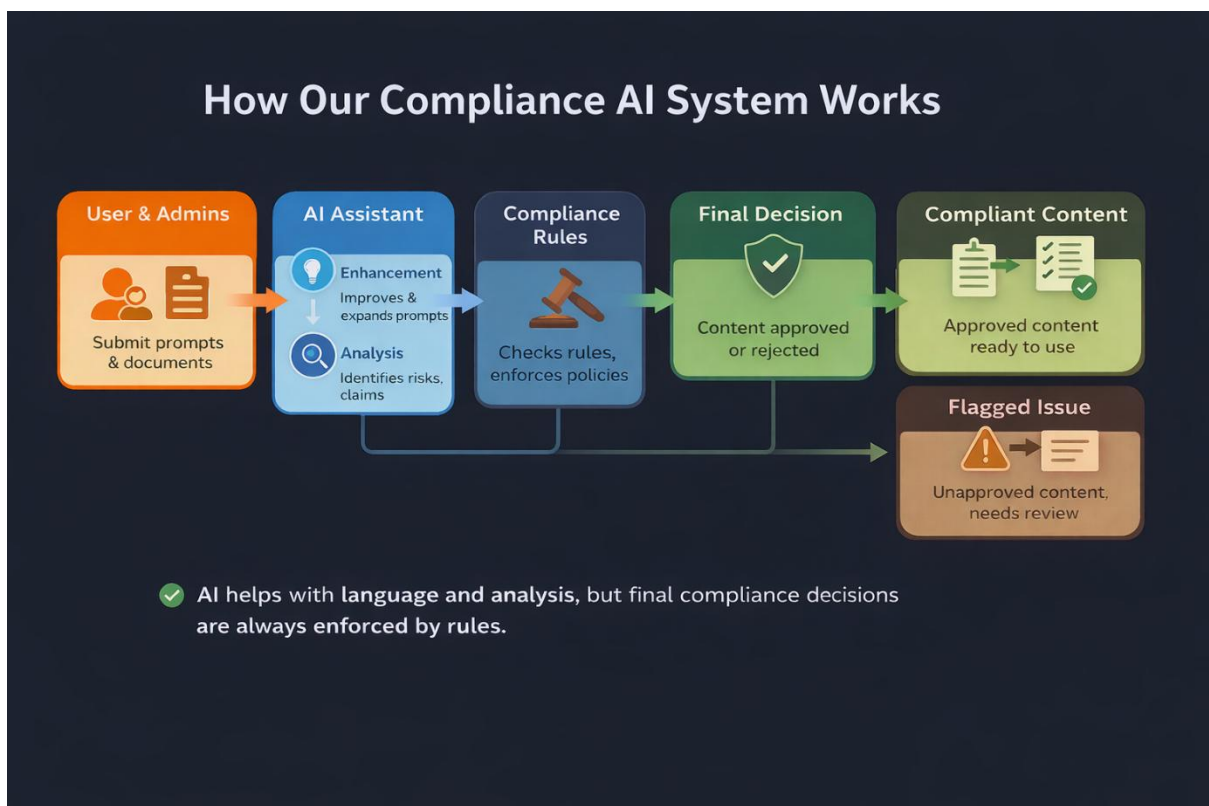 How Our Compliance AI System Works
User & Admins
Submit prompts
& documents
AI Assistant
Enhancement
Improves &
expands prompts
Analysis
Identifies risks,
claims
Compliance
Rules
Checks rules,
enforces policies
Final Decision
Content approved
or rejected
Compliant Content
Approved content
ready to use
Flagged Issue
Unapproved content,
needs review
AI helps with language and analysis, but final compliance decisions
are always enforced by rules.